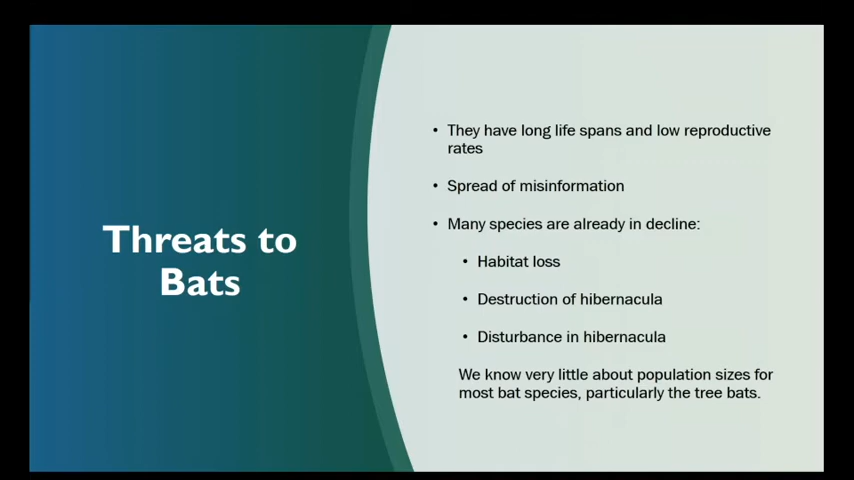 Threats to
Bats
• They have long life spans and low reproductive
rates
• Spread of misinformation
• Many species are already in decline:
• Habitat loss
• Destruction of hibernacula
• Disturbance in hibernacula
We know very little about population sizes for
most bat species, particularly the tree bats.